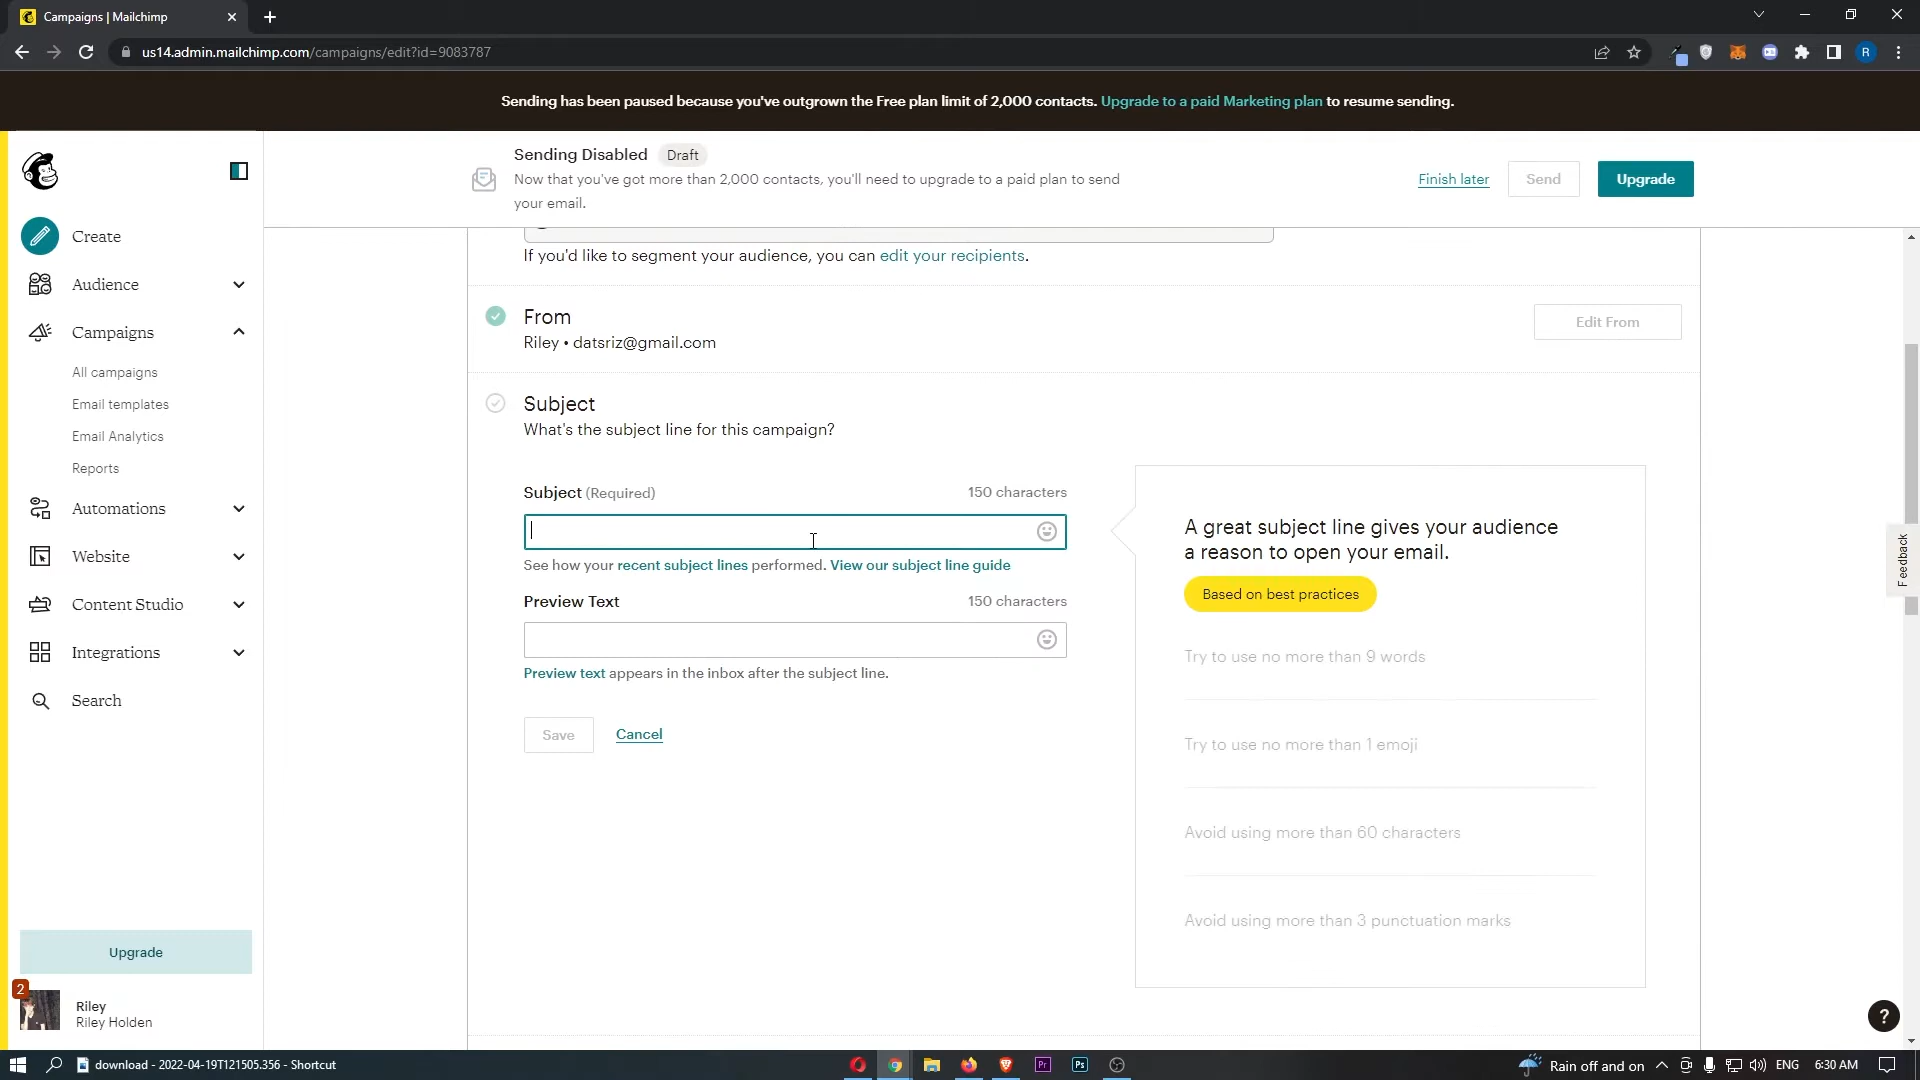 Campaigns | Mailchimp
us14.admin.mailchimp.com/campaigns/edit?id=9083787
R
Sending has been paused because you've outgrown the Free plan limit of 2,000 contacts. Upgrade to a paid Marketing plan to resume sending.
Sending Disabled Draft
Now that you've got more than 2,000 contacts, you'll need to upgrade to a paid plan to send
your email.
Finish later
Send
Upgrade
Create
Audience
Campaigns
All campaigns
Email templates
Email Analytics
Reports
Automations
Website
Content Studio
Integrations
Search
Upgrade
2
Riley
Riley Holden
If you'd like to segment your audience, you can edit your recipients.
From
Riley • datsriz@gmail.com
Edit From
Subject
What's the subject line for this campaign?
Subject (Required) 150 characters
See how your recent subject lines performed. View our subject line guide
Preview Text 150 characters
Preview text appears in the inbox after the subject line.
Save Cancel
A great subject line gives your audience
a reason to open your email.
Based on best practices
Try to use no more than 9 words
Try to use no more than 1 emoji
Avoid using more than 60 characters
Avoid using more than 3 punctuation marks
Feedback
?
download - 2022-04-19T121505.356 - Shortcut
Pr
Ps
Rain off and on
ENG
6:30 AM